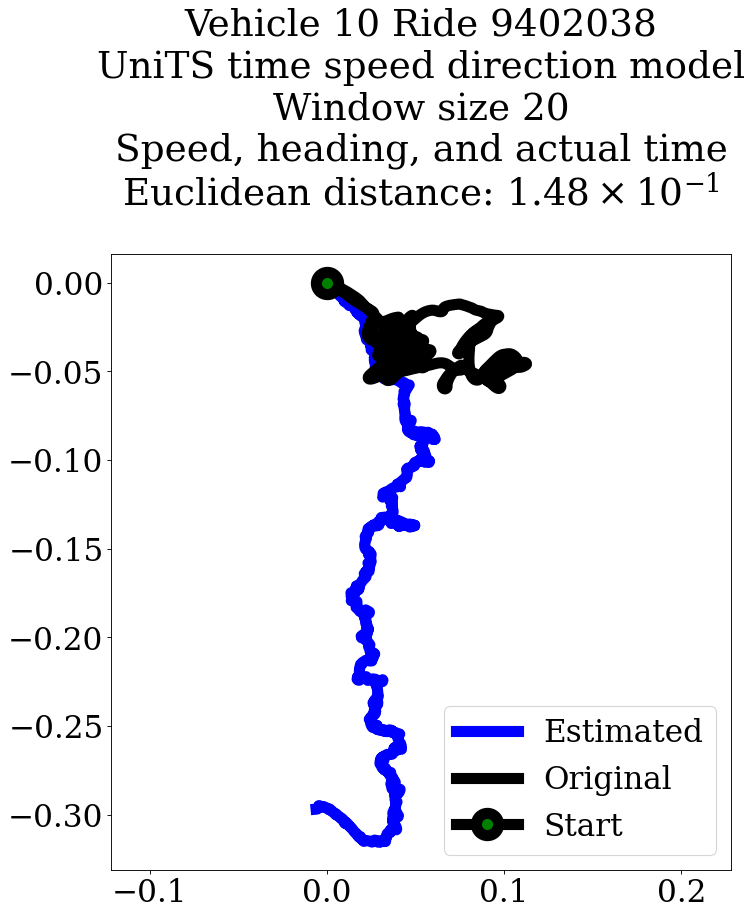 Vehicle 10 Ride 9402038
UniTS time speed direction model
Window size 20
Speed, heading, and actual time
Euclidean distance: 1.48 × 10⁻¹
0.00
−0.05
−0.10
−0.15
−0.20
−0.25
−0.30
Estimated
Original
Start
−0.1 0.0 0.1 0.2